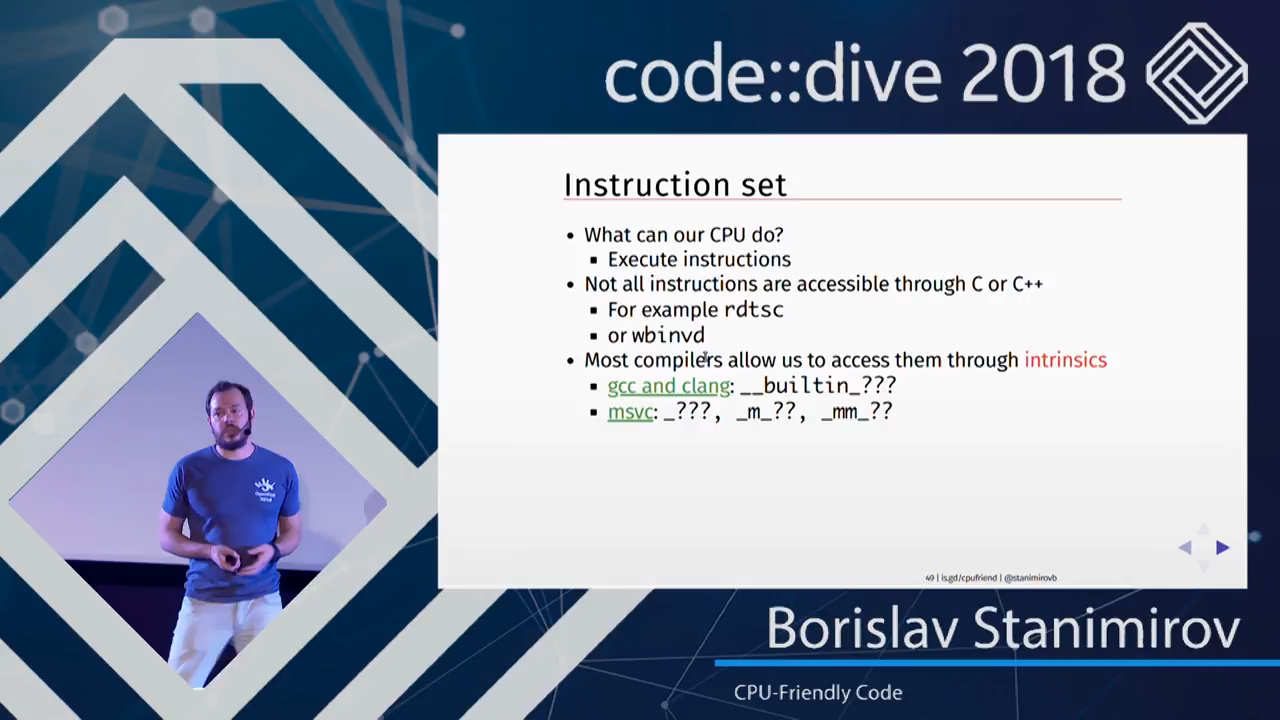 code::dive 2018
Instruction set
• What can our CPU do?
▪ Execute instructions
• Not all instructions are accessible through C or C++
▪ For example rdtsc
▪ or wbinvd
• Most compilers allow us to access them through intrinsics
▪ gcc and clang: __builtin_???
▪ msvc: _???, _m_??, _mm_??
49 | is.gd/cpufriend | @stanimirovb
Borislav Stanimirov
CPU-Friendly Code